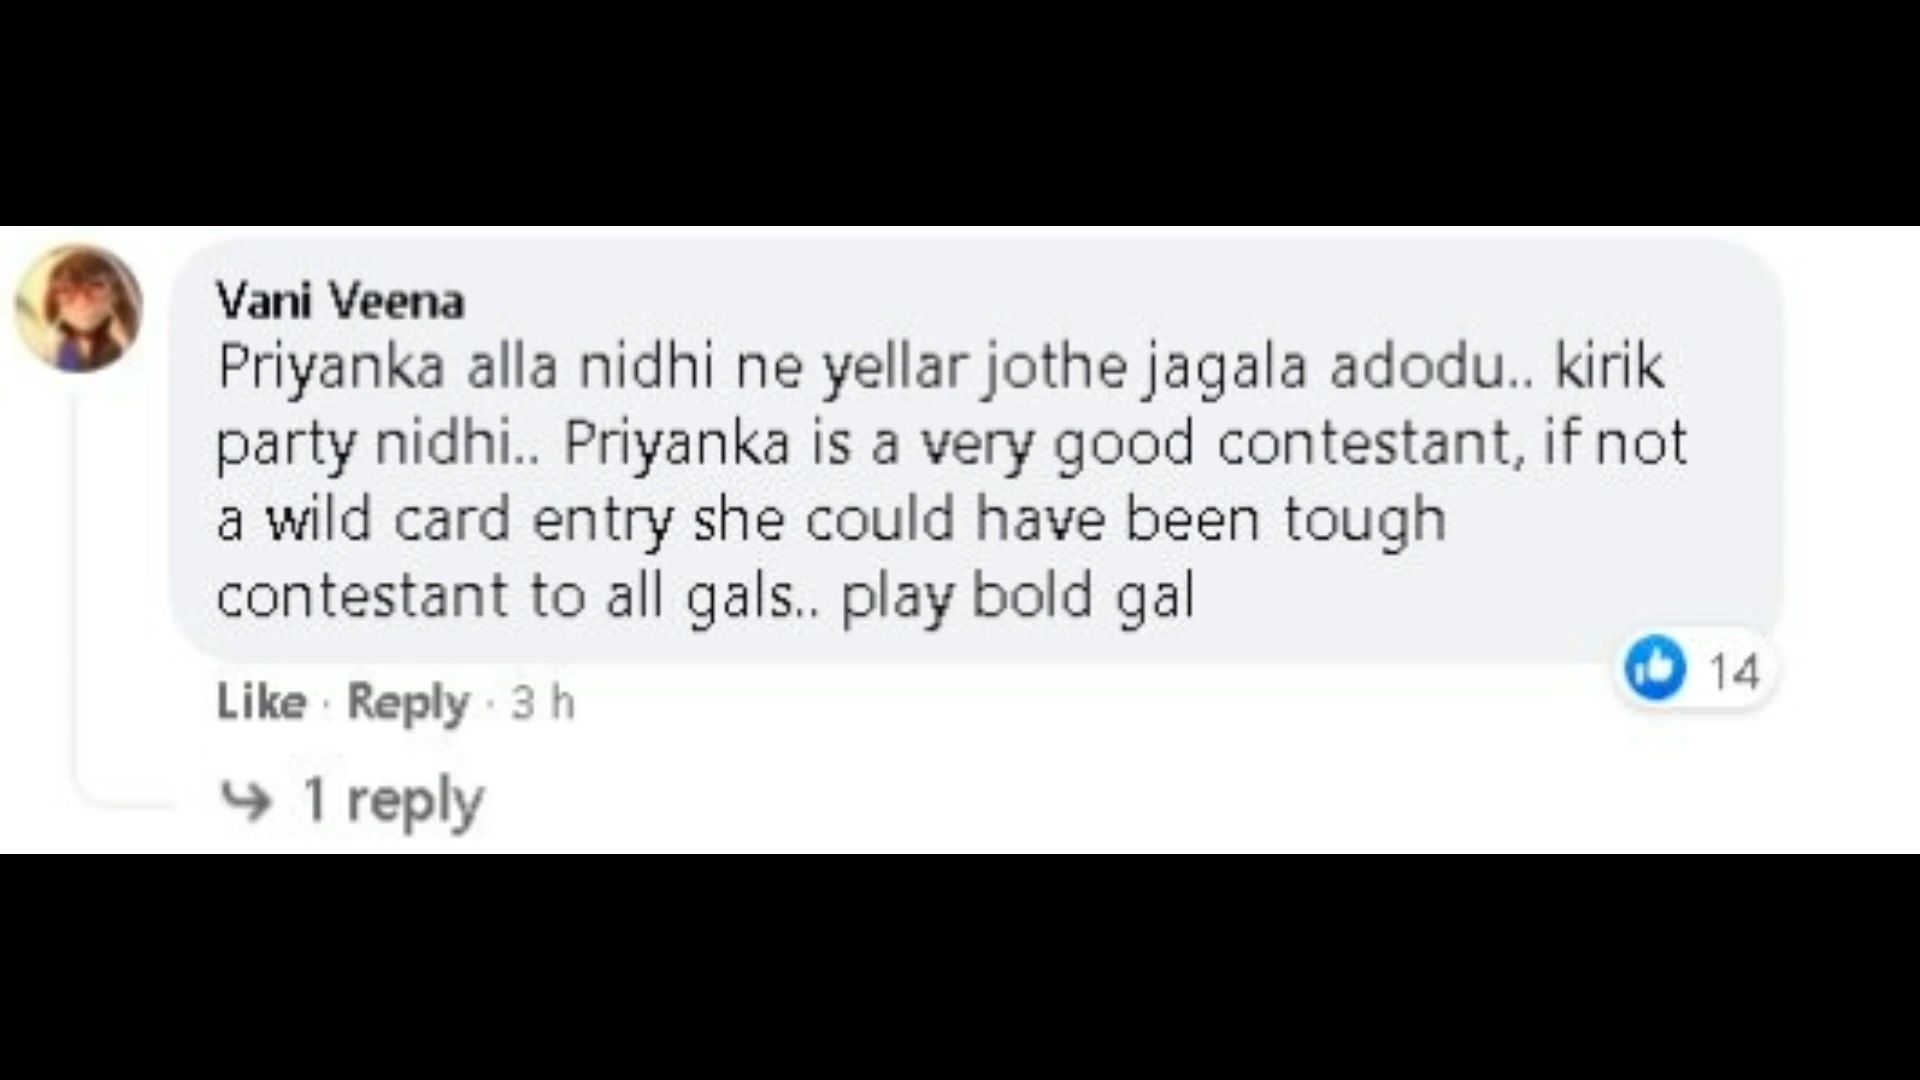 Vani Veena
Priyanka alla nidhi ne yellar jothe jagala adodu.. kirik
party nidhi.. Priyanka is a very good contestant, if not
a wild card entry she could have been tough
contestant to all gals.. play bold gal
14
Like · Reply · 3 h
1 reply